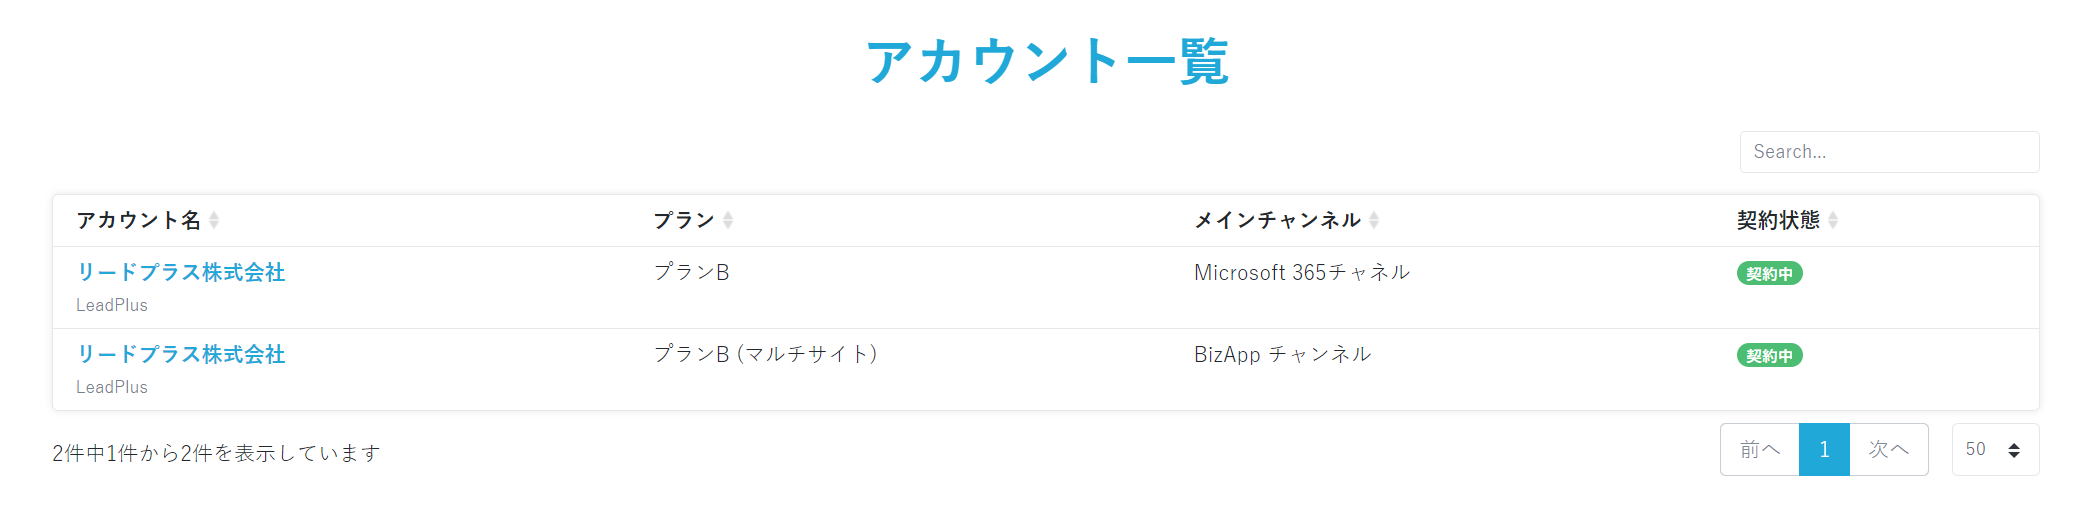 アカウント一覧
Search...
アカウント名 プラン メインチャンネル 契約状態
リードプラス株式会社 プランB Microsoft 365チャネル 契約中
LeadPlus
リードプラス株式会社 プランB (マルチサイト) BizApp チャンネル 契約中
LeadPlus
2件中1件から2件を表示しています 前へ 1 次へ 50